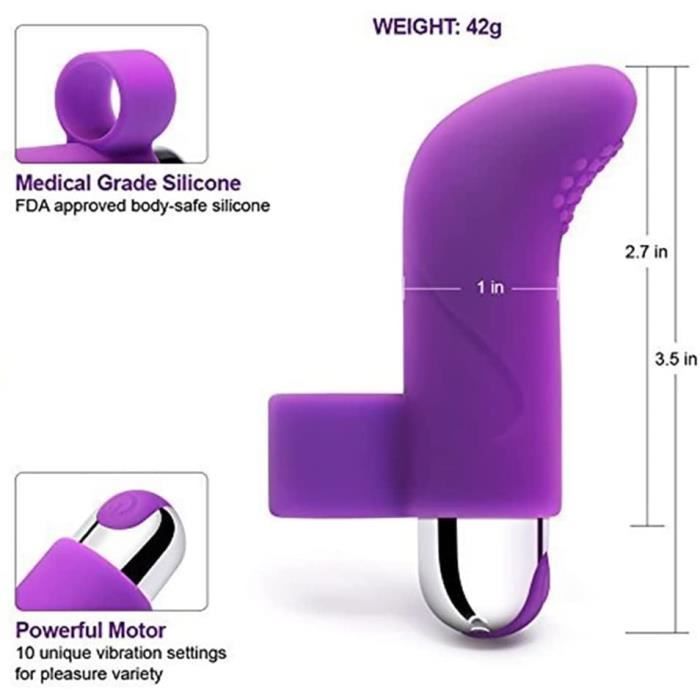 WEIGHT: 42g
Medical Grade Silicone
FDA approved body-safe silicone
2.7 in
1 in
3.5 in
Powerful Motor
10 unique vibration settings
for pleasure variety